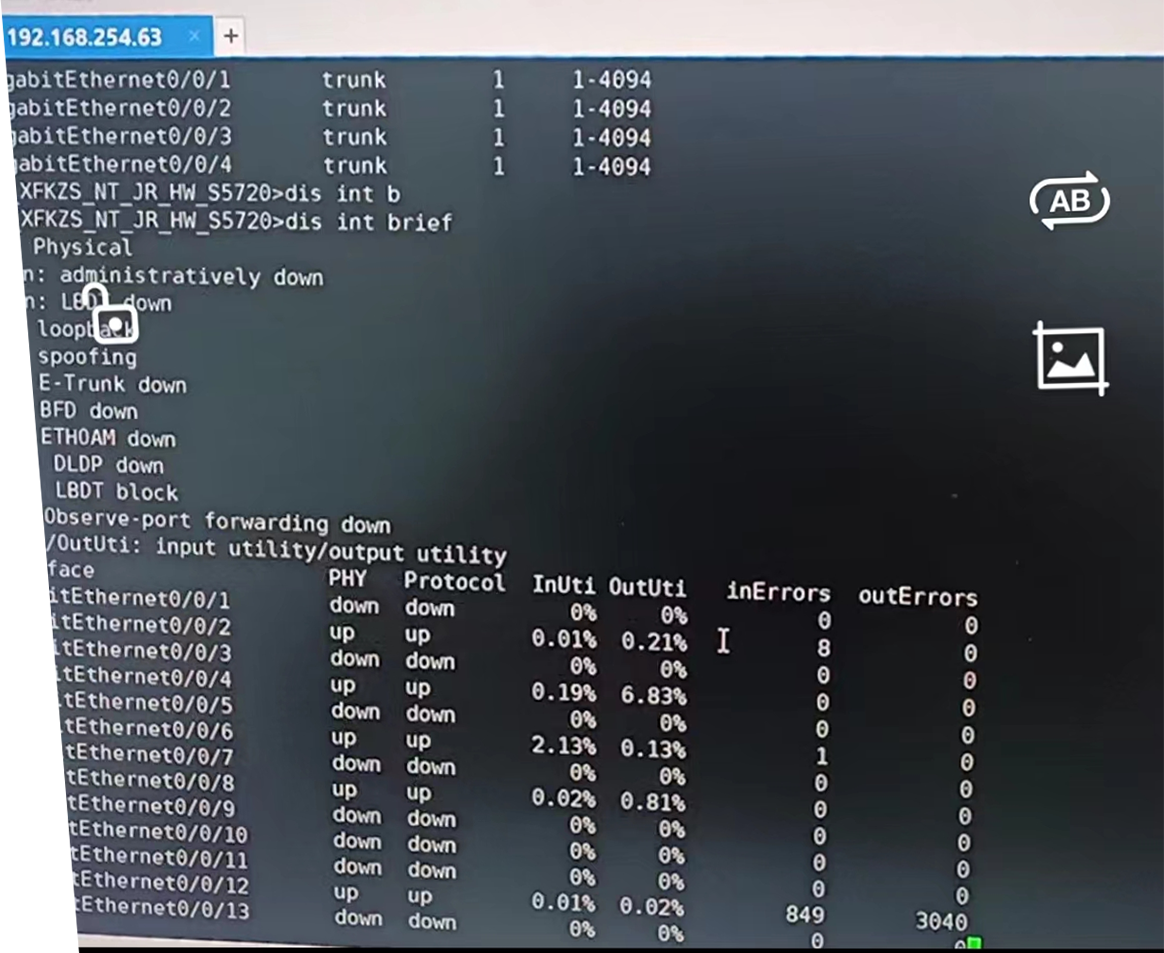 192.168.254.63 × +
gabitEthernet0/0/1 trunk 1 1-4094
gabitEthernet0/0/2 trunk 1 1-4094
gabitEthernet0/0/3 trunk 1 1-4094
gabitEthernet0/0/4 trunk 1 1-4094
XFKZS_NT_JR_HW_S5720>dis int b
XFKZS_NT_JR_HW_S5720>dis int brief
Physical
n: administratively down
n: LBDT down
loopback
spoofing
E-Trunk down
BFD down
ETHOAM down
DLDP down
LBDT block
Observe-port forwarding down
/OutUti: input utility/output utility
face PHY Protocol InUti OutUti inErrors outErrors
itEthernet0/0/1 down down 0% 0% 0 0
itEthernet0/0/2 up up 0.01% 0.21% 8 0
itEthernet0/0/3 down down 0% 0% 0 0
itEthernet0/0/4 up up 0.19% 6.83% 0 0
tEthernet0/0/5 down down 0% 0% 0 0
tEthernet0/0/6 up up 2.13% 0.13% 1 0
tEthernet0/0/7 down down 0% 0% 0 0
tEthernet0/0/8 up up 0.02% 0.81% 0 0
tEthernet0/0/9 down down 0% 0% 0 0
tEthernet0/0/10 down down 0% 0% 0 0
tEthernet0/0/11 down down 0% 0% 0 0
tEthernet0/0/12 up up 0.01% 0.02% 849 3040
tEthernet0/0/13 down down 0% 0% 0 0
AB